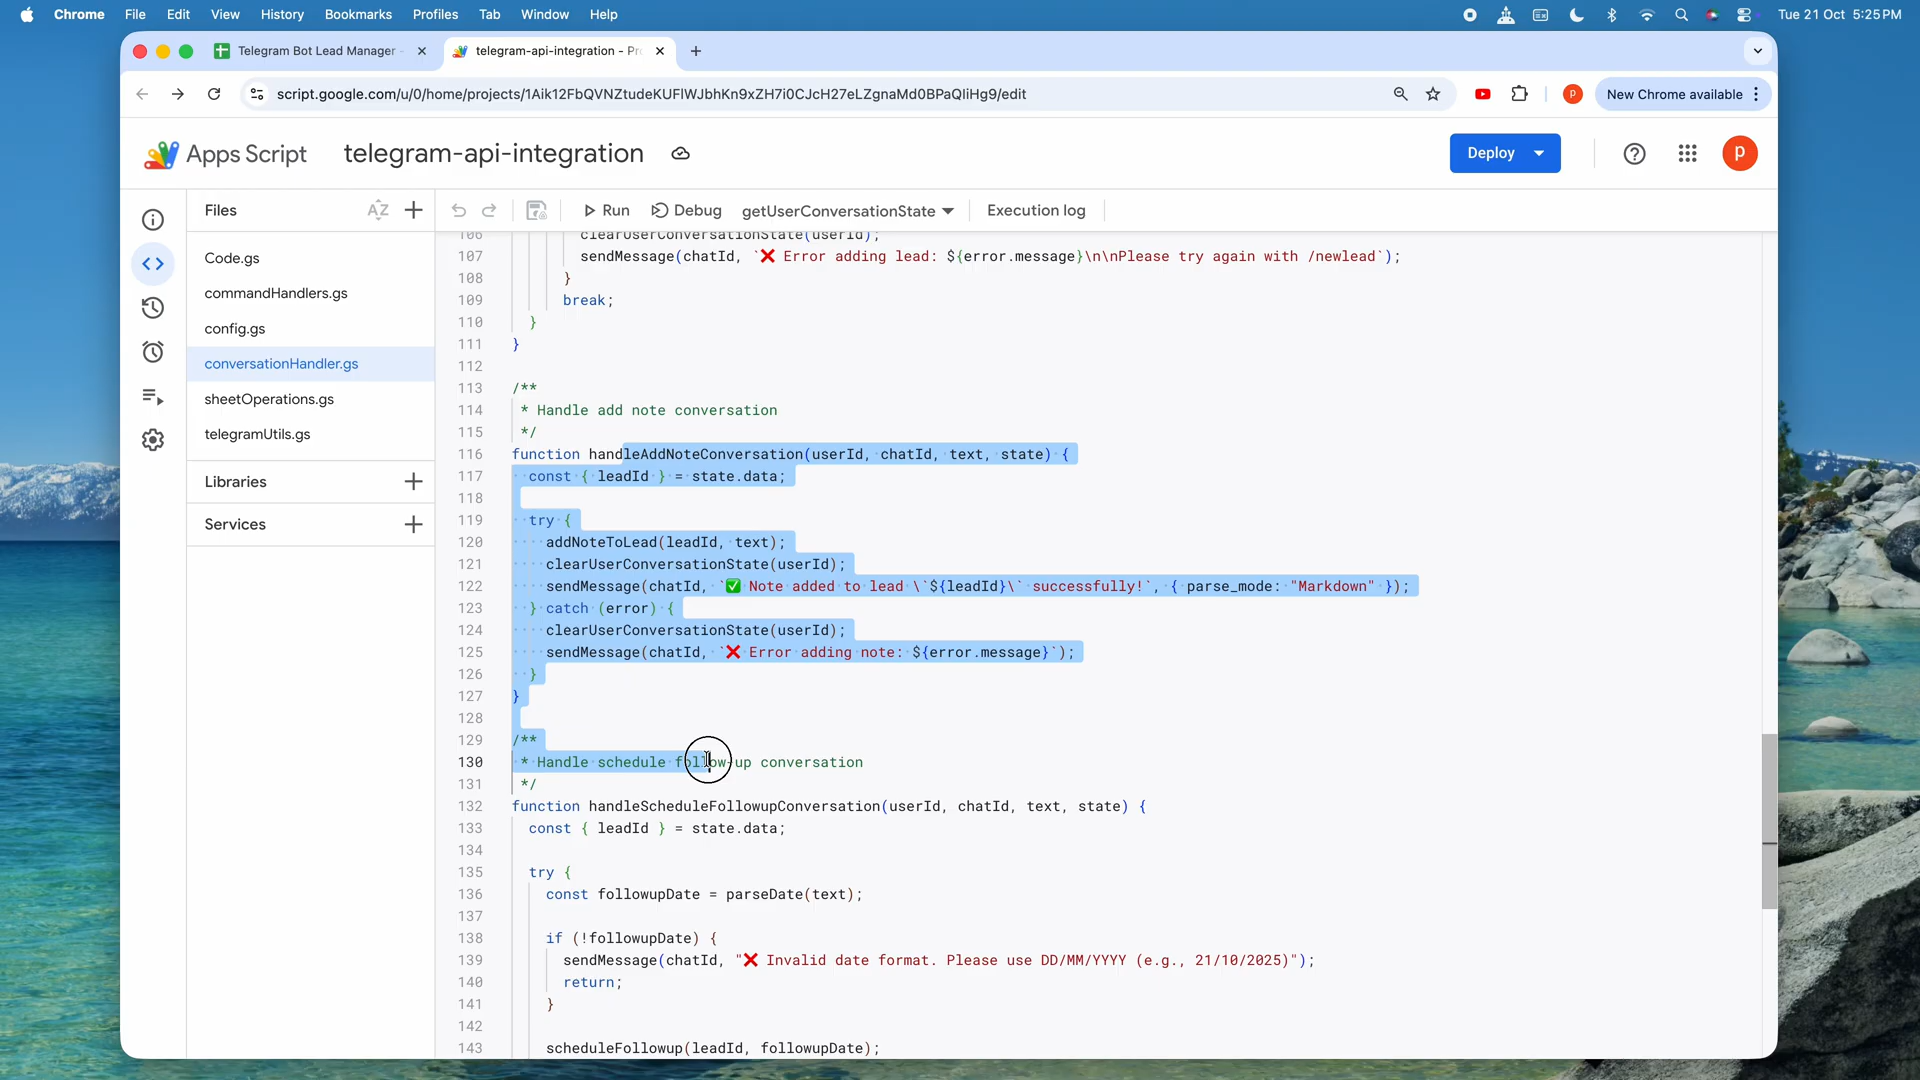 Chrome File Edit View History Bookmarks Profiles Tab Window Help Tue 21 Oct 5:25 PM
Telegram Bot Lead Manager telegram-api-integration - Pr
script.google.com/u/0/home/projects/1Aik12FbQVNZtudeKUFlWJbhKn9xZH7i0CJcH27eLZgnaMd0BPaQliHg9/edit p New Chrome available
Apps Script telegram-api-integration Deploy p
Files AZ Run Debug getUserConversationState Execution log
Code.gs
commandHandlers.gs
config.gs
conversationHandler.gs
sheetOperations.gs
telegramUtils.gs
Libraries
Services
106 clearUserConversationState(userId);
107 sendMessage(chatId, `❌ Error adding lead: ${error.message}\n\nPlease try again with /newlead`);
108 }
109 break;
110 }
111 }
112
113 /**
114 * Handle add note conversation
115 */
116 function handleAddNoteConversation(userId, chatId, text, state) {
117 const { leadId } = state.data;
118
119 try {
120 addNoteToLead(leadId, text);
121 clearUserConversationState(userId);
122 sendMessage(chatId, `✅ Note added to lead \`${leadId}\` successfully!`, { parse_mode: "Markdown" });
123 } catch (error) {
124 clearUserConversationState(userId);
125 sendMessage(chatId, `❌ Error adding note: ${error.message}`);
126 }
127 }
128
129 /**
130 * Handle schedule follow-up conversation
131 */
132 function handleScheduleFollowupConversation(userId, chatId, text, state) {
133 const { leadId } = state.data;
134
135 try {
136 const followupDate = parseDate(text);
137
138 if (!followupDate) {
139 sendMessage(chatId, "❌ Invalid date format. Please use DD/MM/YYYY (e.g., 21/10/2025)");
140 return;
141 }
142
143 scheduleFollowup(leadId, followupDate);